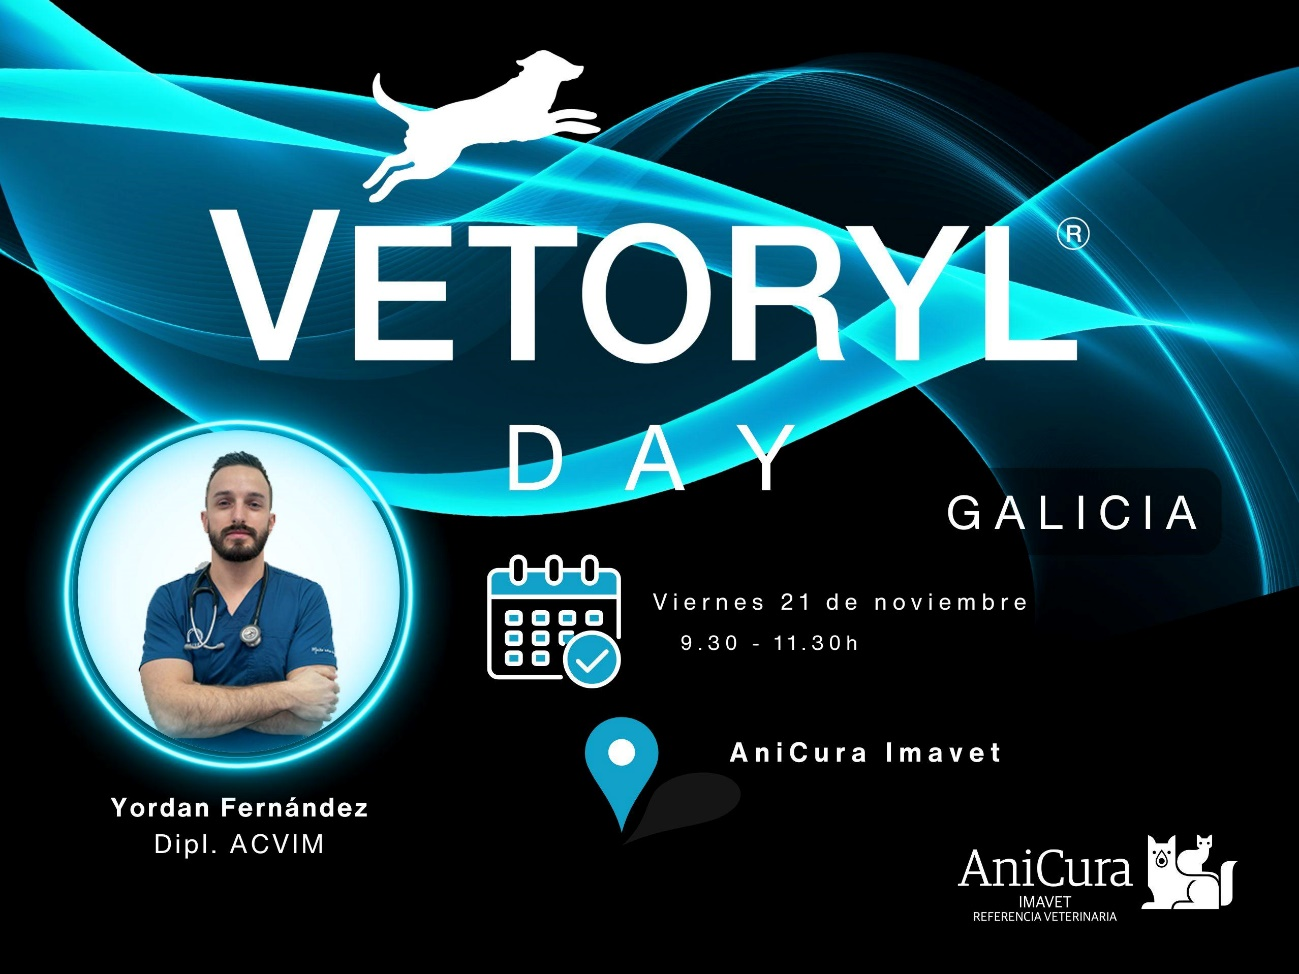 VETORYL®
DAY
GALICIA
Viernes 21 de noviembre
9.30 - 11.30h
AniCura Imavet
Yordan Fernández
Dipl. ACVIM
AniCura
IMAVET
REFERENCIA VETERINARIA